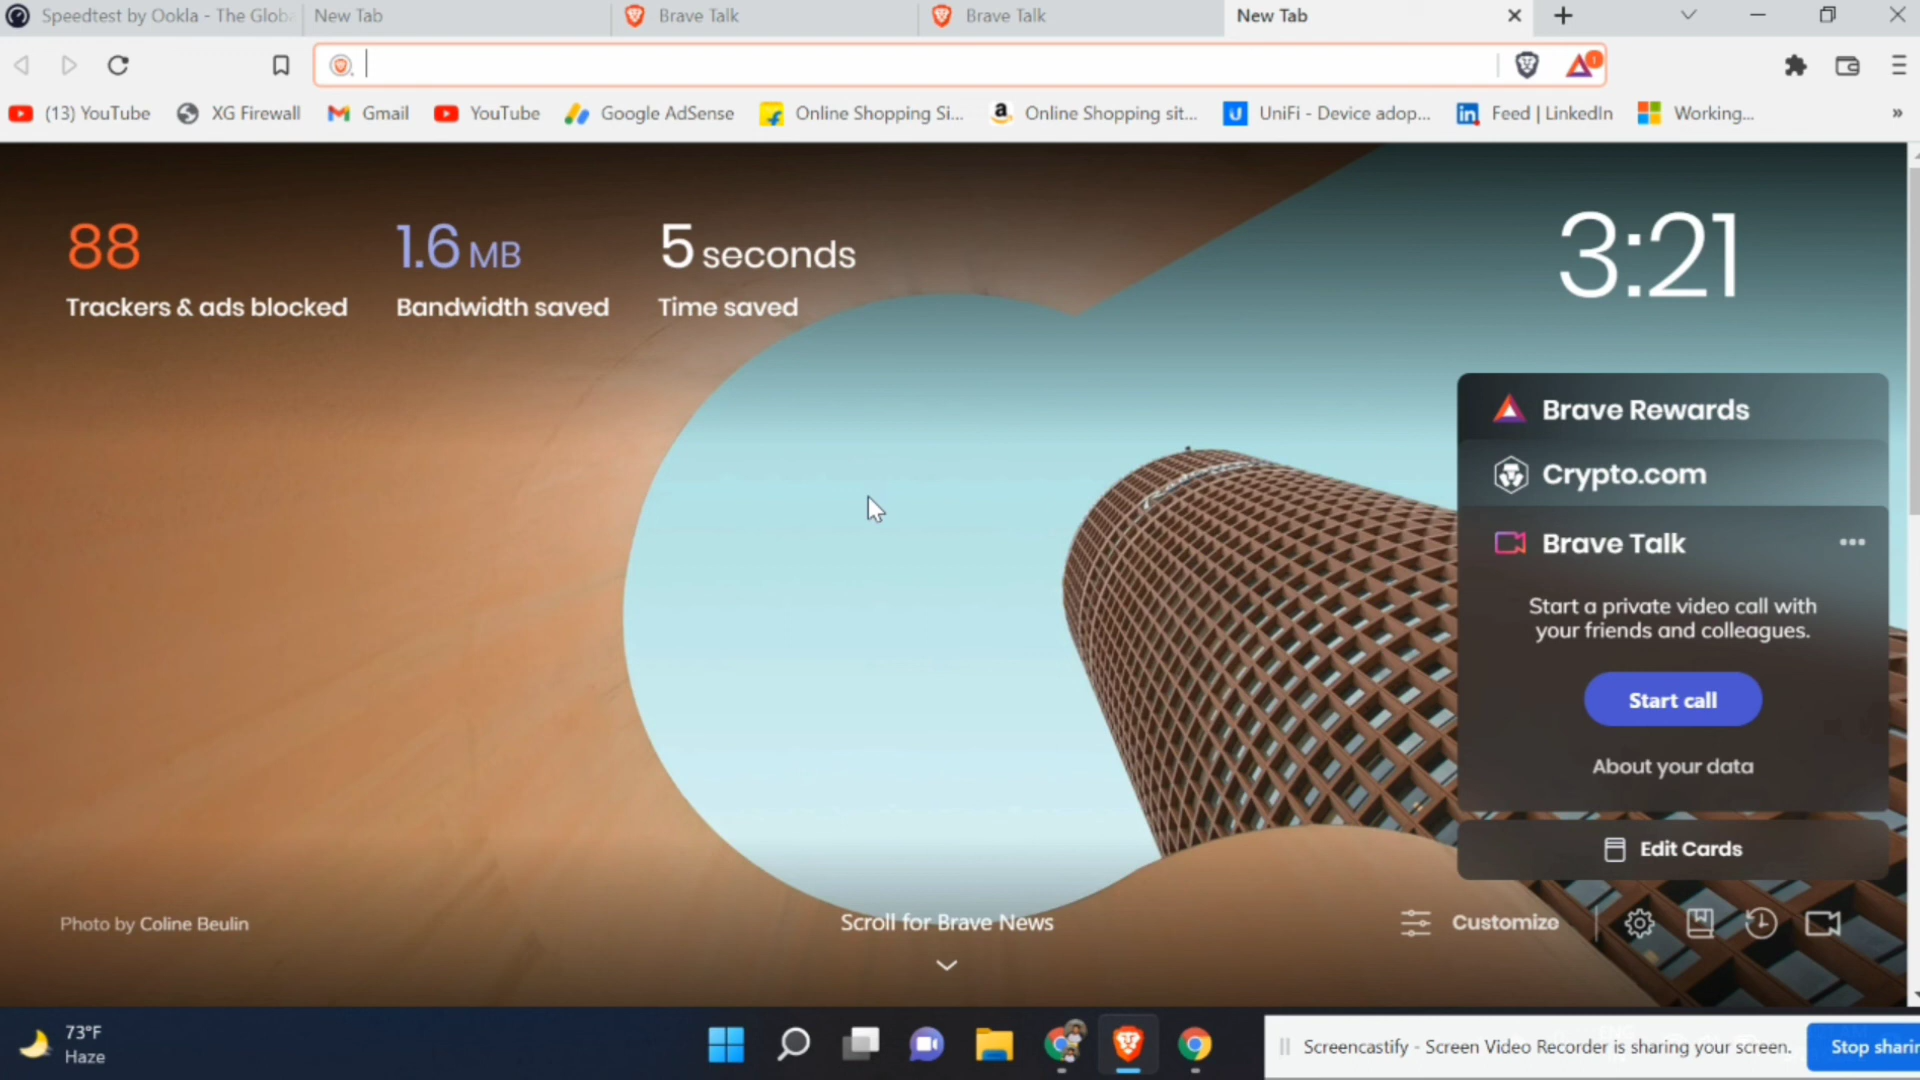 Speedtest by Ookla - The Globa
New Tab
Brave Talk
Brave Talk
New Tab
1
(13) YouTube
XG Firewall
Gmail
YouTube
Google AdSense
Online Shopping Si...
Online Shopping sit...
UniFi - Device adop...
Feed | LinkedIn
Working...
»
88
Trackers & ads blocked
1.6 MB
Bandwidth saved
5 seconds
Time saved
3:21
Brave Rewards
Crypto.com
Brave Talk
Start a private video call with
your friends and colleagues.
Start call
About your data
Edit Cards
Photo by Coline Beulin
Scroll for Brave News
Customize
73°F
Haze
Screencastify - Screen Video Recorder is sharing your screen.
Stop sharin